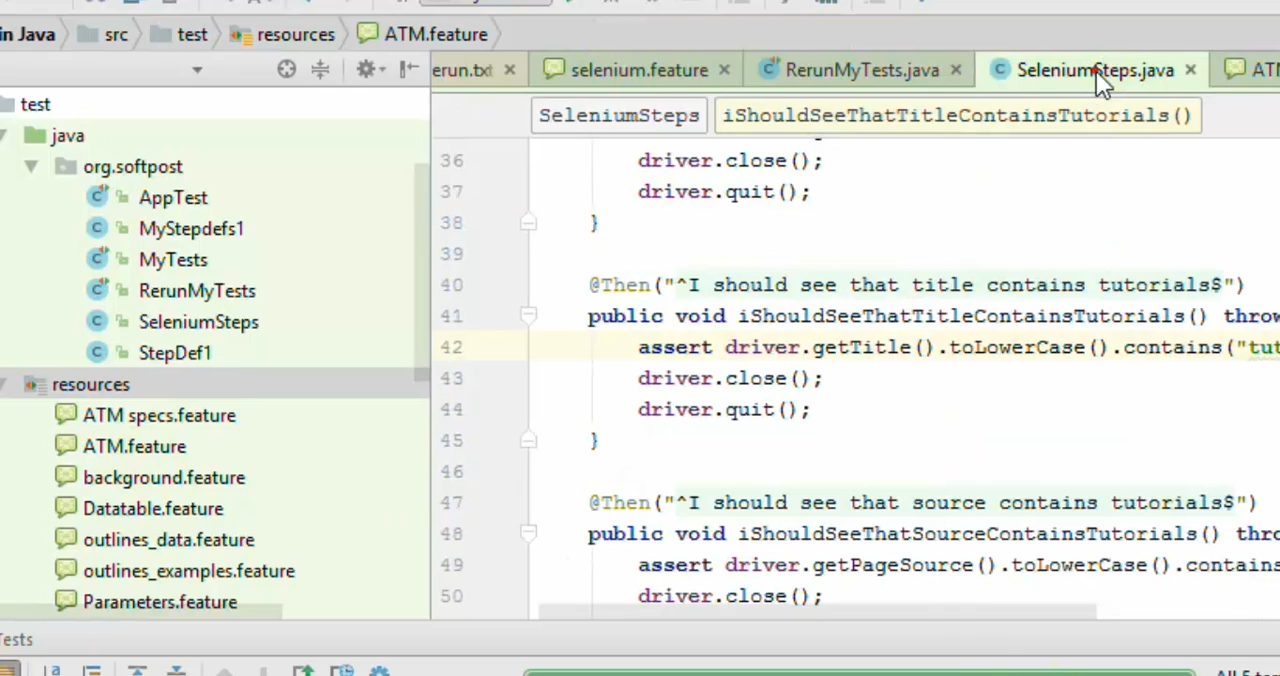 in Java src test resources ATM.feature
erun.txt selenium.feature RerunMyTests.java SeleniumSteps.java ATM
SeleniumSteps iShouldSeeThatTitleContainsTutorials()
test
java
org.softpost
AppTest
MyStepdefs1
MyTests
RerunMyTests
SeleniumSteps
StepDef1
resources
ATM specs.feature
ATM.feature
background.feature
Datatable.feature
outlines_data.feature
outlines_examples.feature
Parameters.feature
36 driver.close();
37 driver.quit();
38 }
39
40 @Then("^I should see that title contains tutorials$")
41 public void iShouldSeeThatTitleContainsTutorials() throw
42 assert driver.getTitle().toLowerCase().contains("tut
43 driver.close();
44 driver.quit();
45 }
46
47 @Then("^I should see that source contains tutorials$")
48 public void iShouldSeeThatSourceContainsTutorials() thro
49 assert driver.getPageSource().toLowerCase().contains
50 driver.close();
Tests
All 5